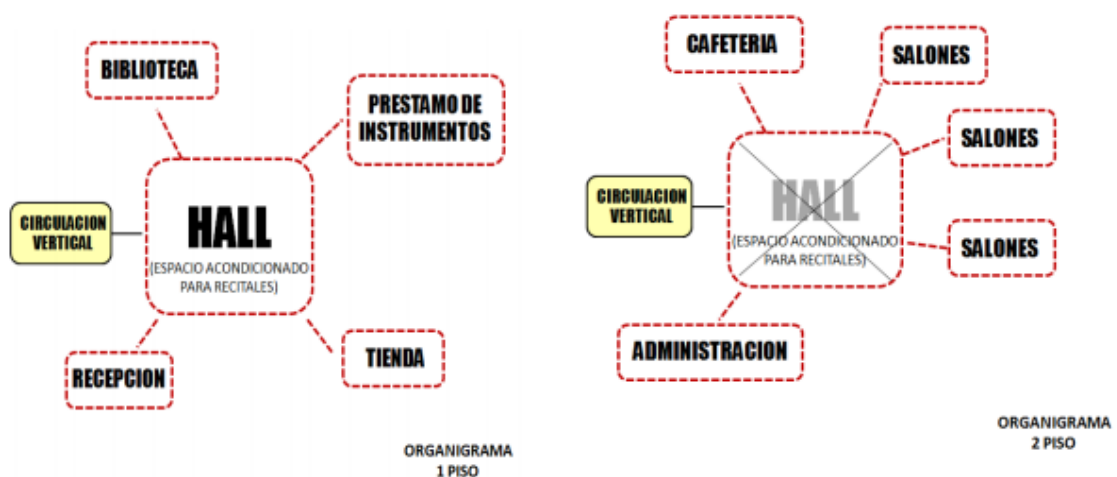 BIBLIOTECA
PRESTAMO DE
INSTRUMENTOS
CIRCULACION
VERTICAL
HALL
(ESPACIO ACONDICIONADO
PARA RECITALES)
RECEPCION
TIENDA
ORGANIGRAMA
1 PISO
CAFETERIA
SALONES
SALONES
CIRCULACION
VERTICAL
HALL
(ESPACIO ACONDICIONADO
PARA RECITALES)
SALONES
ADMINISTRACION
ORGANIGRAMA
2 PISO